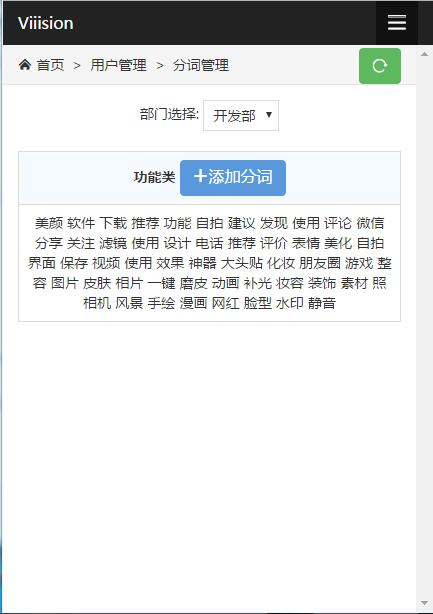 Viiision
首页 > 用户管理 > 分词管理
部门选择: 开发部
功能类 +添加分词
美颜 软件 下载 推荐 功能 自拍 建议 发现 使用 评论 微信
分享 关注 滤镜 使用 设计 电话 推荐 评价 表情 美化 自拍
界面 保存 视频 使用 效果 神器 大头贴 化妆 朋友圈 游戏 整
容 图片 皮肤 相片 一键 磨皮 动画 补光 妆容 装饰 素材 照
相机 风景 手绘 漫画 网红 脸型 水印 静音